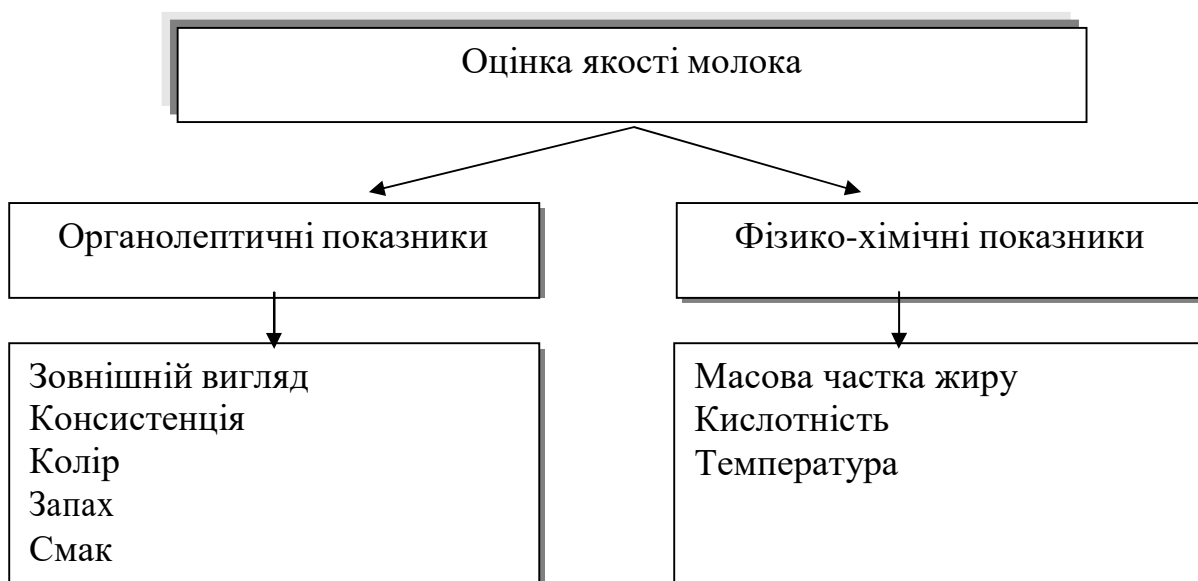 Оцінка якості молока
Органолептичні показники
Фізико-хімічні показники
Зовнішній вигляд
Консистенція
Колір
Запах
Смак
Масова частка жиру
Кислотність
Температура